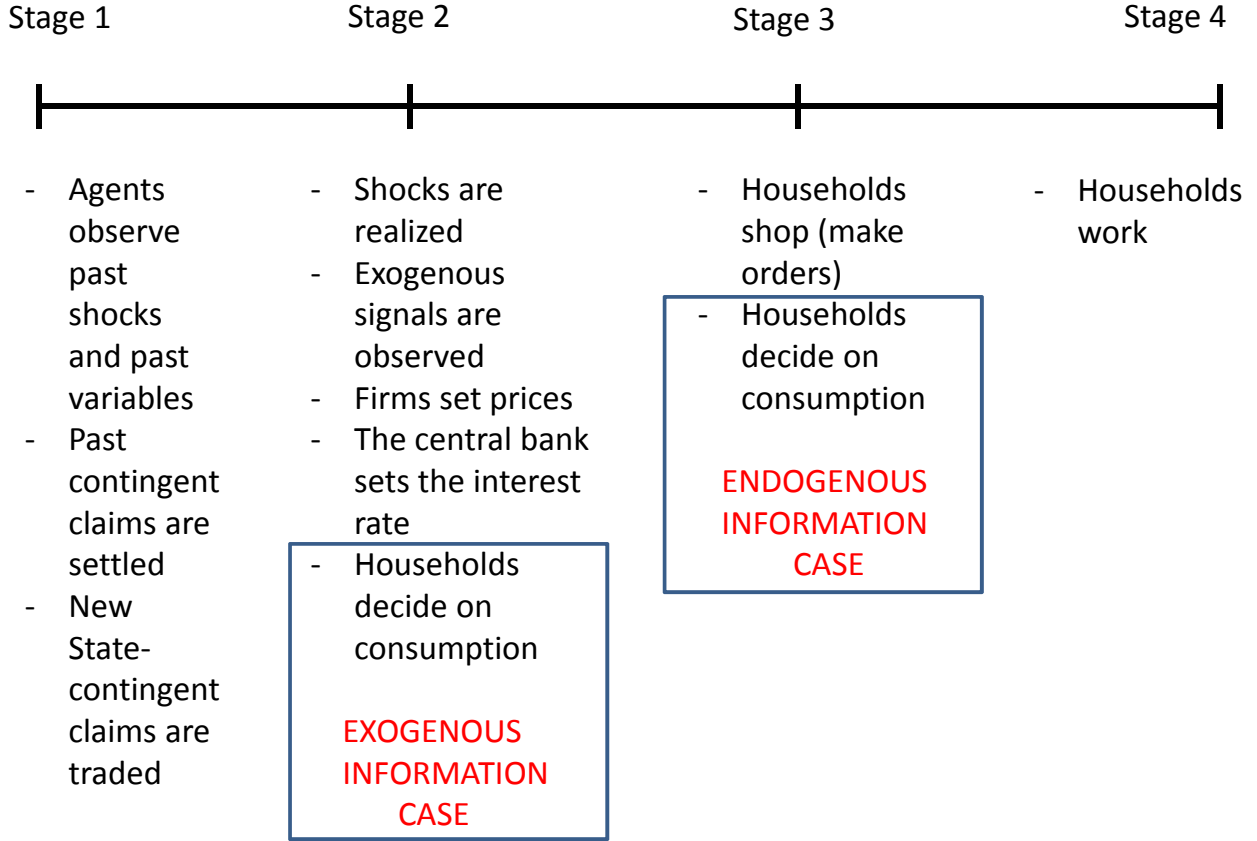 Stage 1
Stage 2
Stage 3
Stage 4
- Agents
observe
past
shocks
and past
variables
- Past
contingent
claims are
settled
- New
State-
contingent
claims are
traded
- Shocks are
realized
- Exogenous
signals are
observed
- Firms set prices
- The central bank
sets the interest
rate
- Households
decide on
consumption
EXOGENOUS
INFORMATION
CASE
- Households
shop (make
orders)
- Households
decide on
consumption
ENDOGENOUS
INFORMATION
CASE
- Households
work